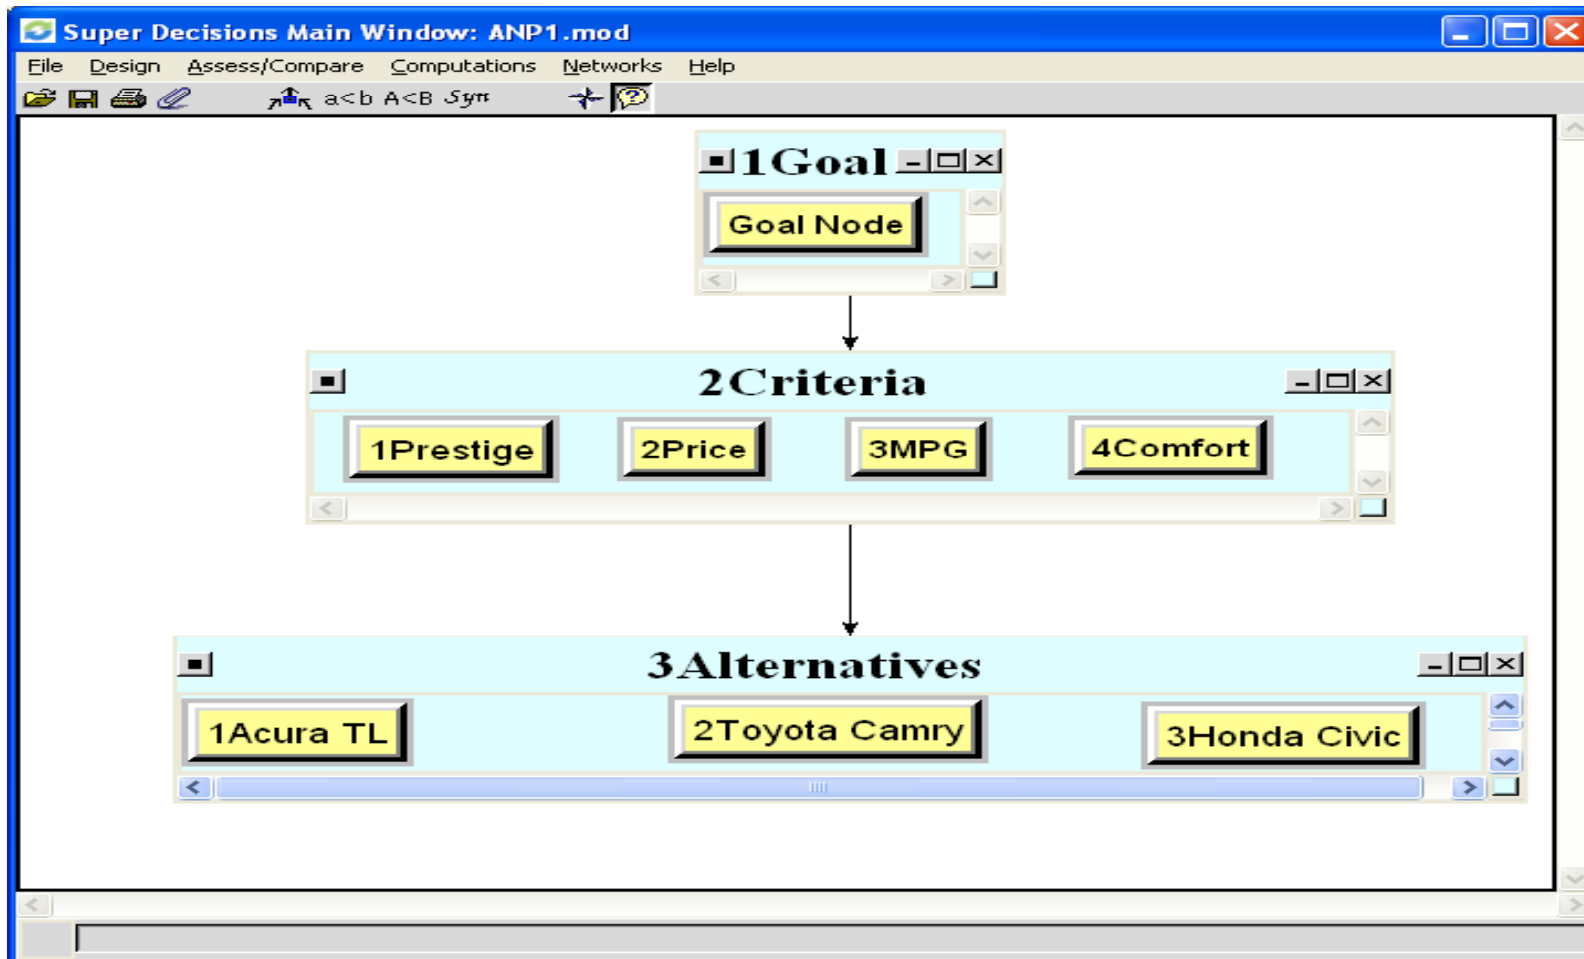 Super Decisions Main Window: ANP1.mod
File Design Assess/Compare Computations Networks Help
a<b A<B Syn
1Goal
Goal Node
2Criteria
1Prestige 2Price 3MPG 4Comfort
3Alternatives
1Acura TL 2Toyota Camry 3Honda Civic